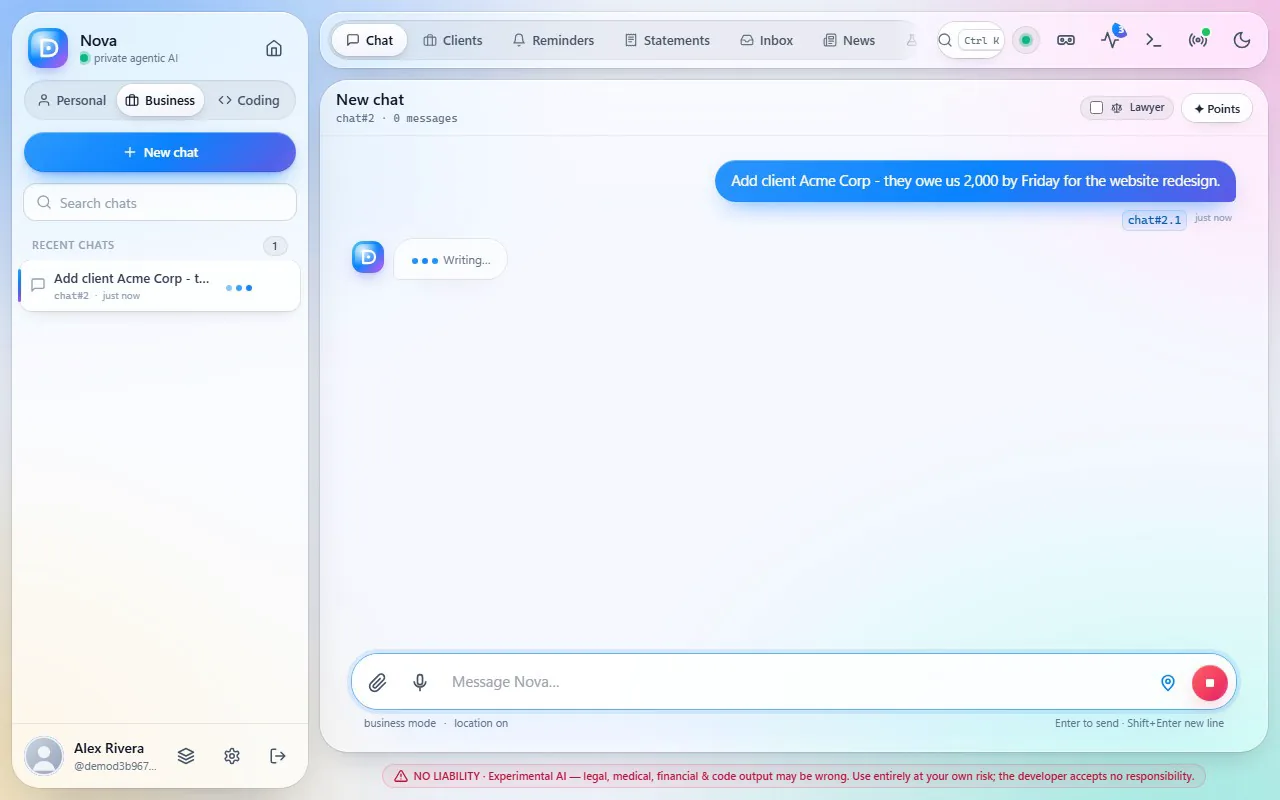 Nova
private agentic AI
Personal
Business
Coding
New chat
Search chats
RECENT CHATS
1
Add client Acme Corp - t...
chat#2 · just now
Alex Rivera
@demod3b967...
Chat
Clients
Reminders
Statements
Inbox
News
Ctrl K
3
New chat
chat#2 · 0 messages
Lawyer
Points
Add client Acme Corp - they owe us 2,000 by Friday for the website redesign.
chat#2.1
just now
Writing...
Message Nova...
business mode · location on
Enter to send · Shift+Enter new line
NO LIABILITY · Experimental AI — legal, medical, financial & code output may be wrong. Use entirely at your own risk; the developer accepts no responsibility.